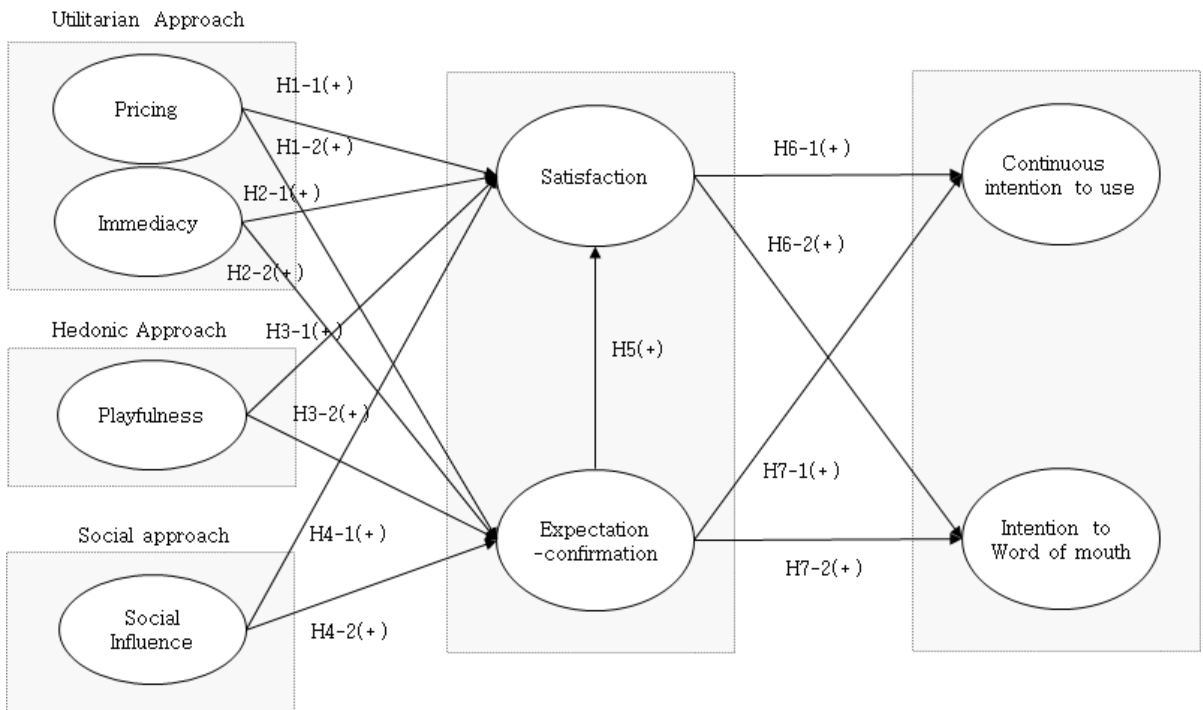 Utilitarian Approach
Pricing
Immediacy
Hedonic Approach
Playfulness
Social approach
Social
Influence
H1-1(+)
H1-2(+)
H2-1(+)
H2-2(+)
H3-1(+)
H3-2(+)
H4-1(+)
H4-2(+)
Satisfaction
H5(+)
Expectation
-confirmation
H6-1(+)
H6-2(+)
H7-1(+)
H7-2(+)
Continuous
intention to use
Intention to
Word of mouth